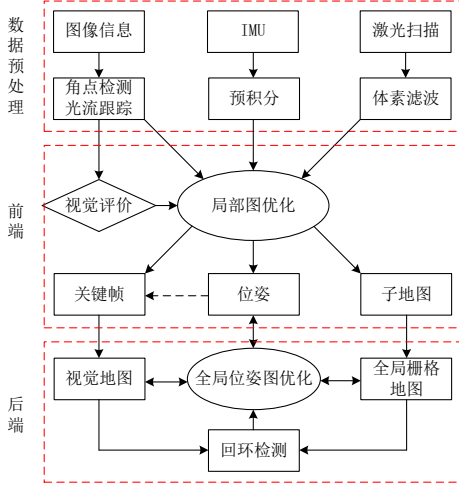 数据预处理
图像信息
IMU
激光扫描
角点检测
光流跟踪
预积分
体素滤波
前端
视觉评价
局部图优化
关键帧
位姿
子地图
后端
视觉地图
全局位姿图优化
全局栅格
地图
回环检测